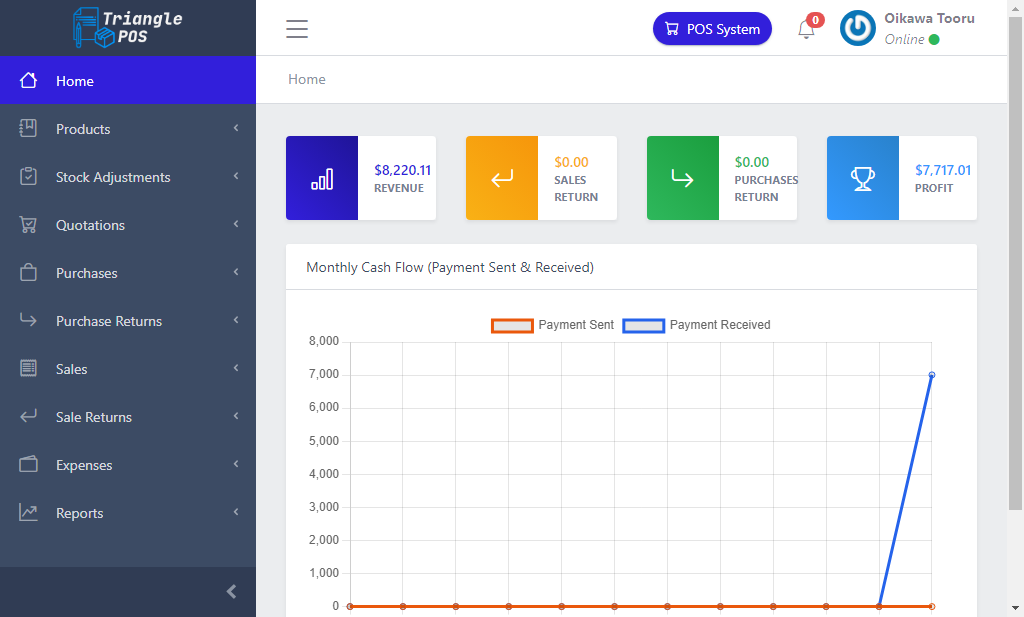 Triangle
POS
POS System
0
Oikawa Tooru
Online
Home
Products
Stock Adjustments
Quotations
Purchases
Purchase Returns
Sales
Sale Returns
Expenses
Reports
Home
$8,220.11
REVENUE
$0.00
SALES
RETURN
$0.00
PURCHASES
RETURN
$7,717.01
PROFIT
Monthly Cash Flow (Payment Sent & Received)
Payment Sent
Payment Received
8,000
7,000
6,000
5,000
4,000
3,000
2,000
1,000
0